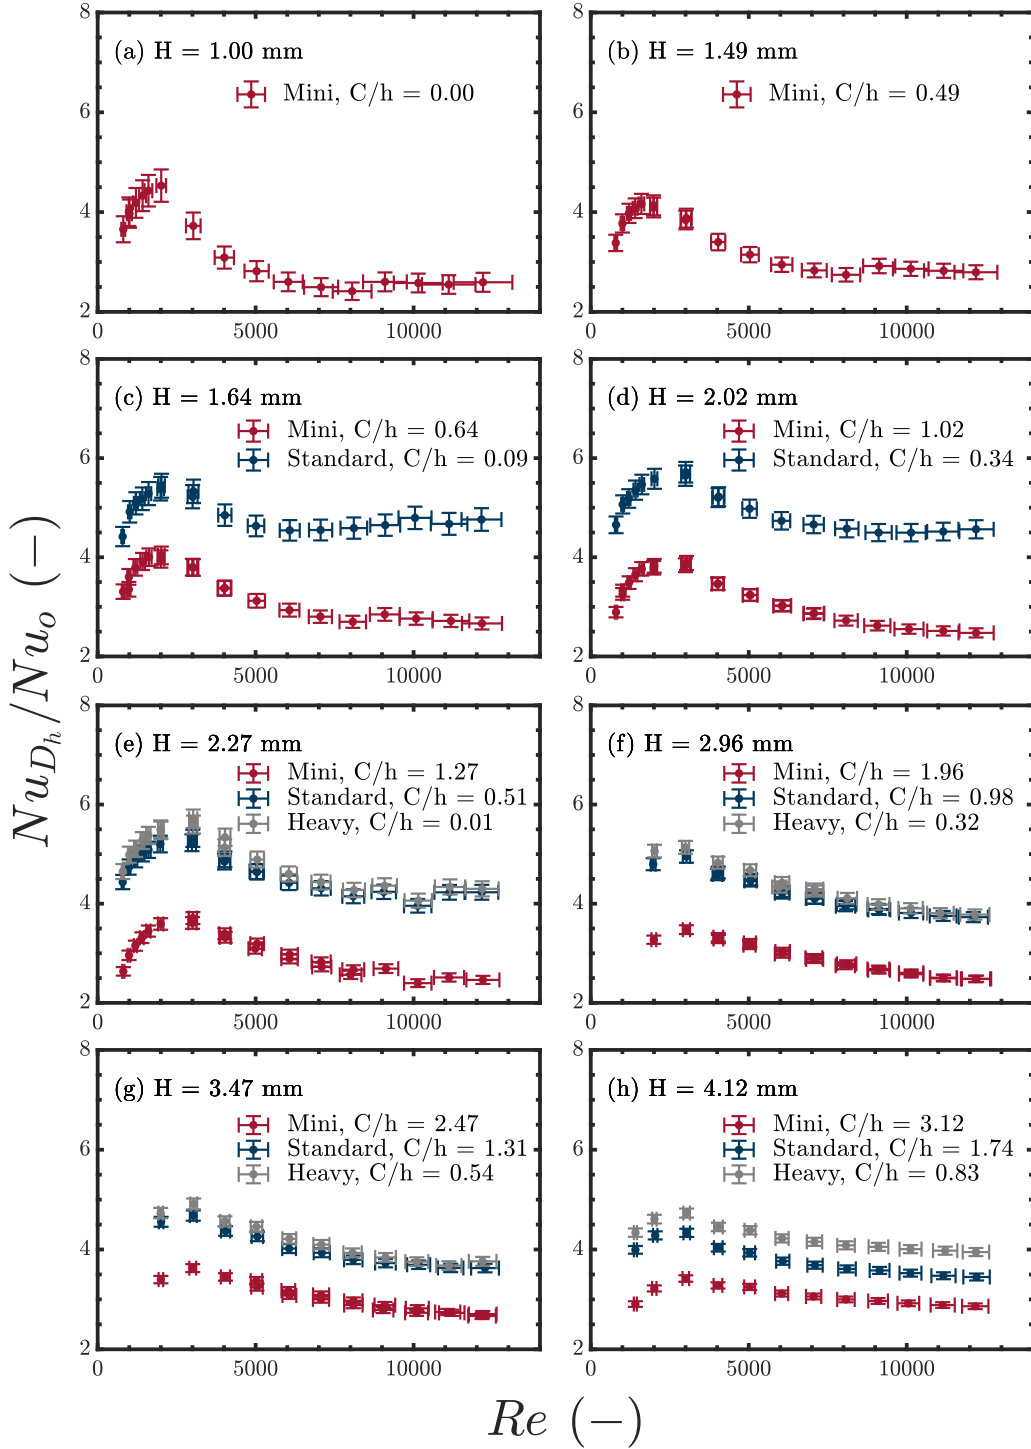 (a) H = 1.00 mm
Mini, C/h = 0.00
8
6
4
2
0
5000
10000
(b) H = 1.49 mm
Mini, C/h = 0.49
8
6
4
2
0
5000
10000
(c) H = 1.64 mm
Mini, C/h = 0.64
Standard, C/h = 0.09
8
6
4
2
0
5000
10000
(d) H = 2.02 mm
Mini, C/h = 1.02
Standard, C/h = 0.34
8
6
4
2
0
5000
10000
(e) H = 2.27 mm
Mini, C/h = 1.27
Standard, C/h = 0.51
Heavy, C/h = 0.01
8
6
4
2
0
5000
10000
(f) H = 2.96 mm
Mini, C/h = 1.96
Standard, C/h = 0.98
Heavy, C/h = 0.32
8
6
4
2
0
5000
10000
(g) H = 3.47 mm
Mini, C/h = 2.47
Standard, C/h = 1.31
Heavy, C/h = 0.54
8
6
4
2
0
5000
10000
(h) H = 4.12 mm
Mini, C/h = 3.12
Standard, C/h = 1.74
Heavy, C/h = 0.83
8
6
4
2
0
5000
10000
Nu_{D_h}/Nu_o (−)
Re (−)